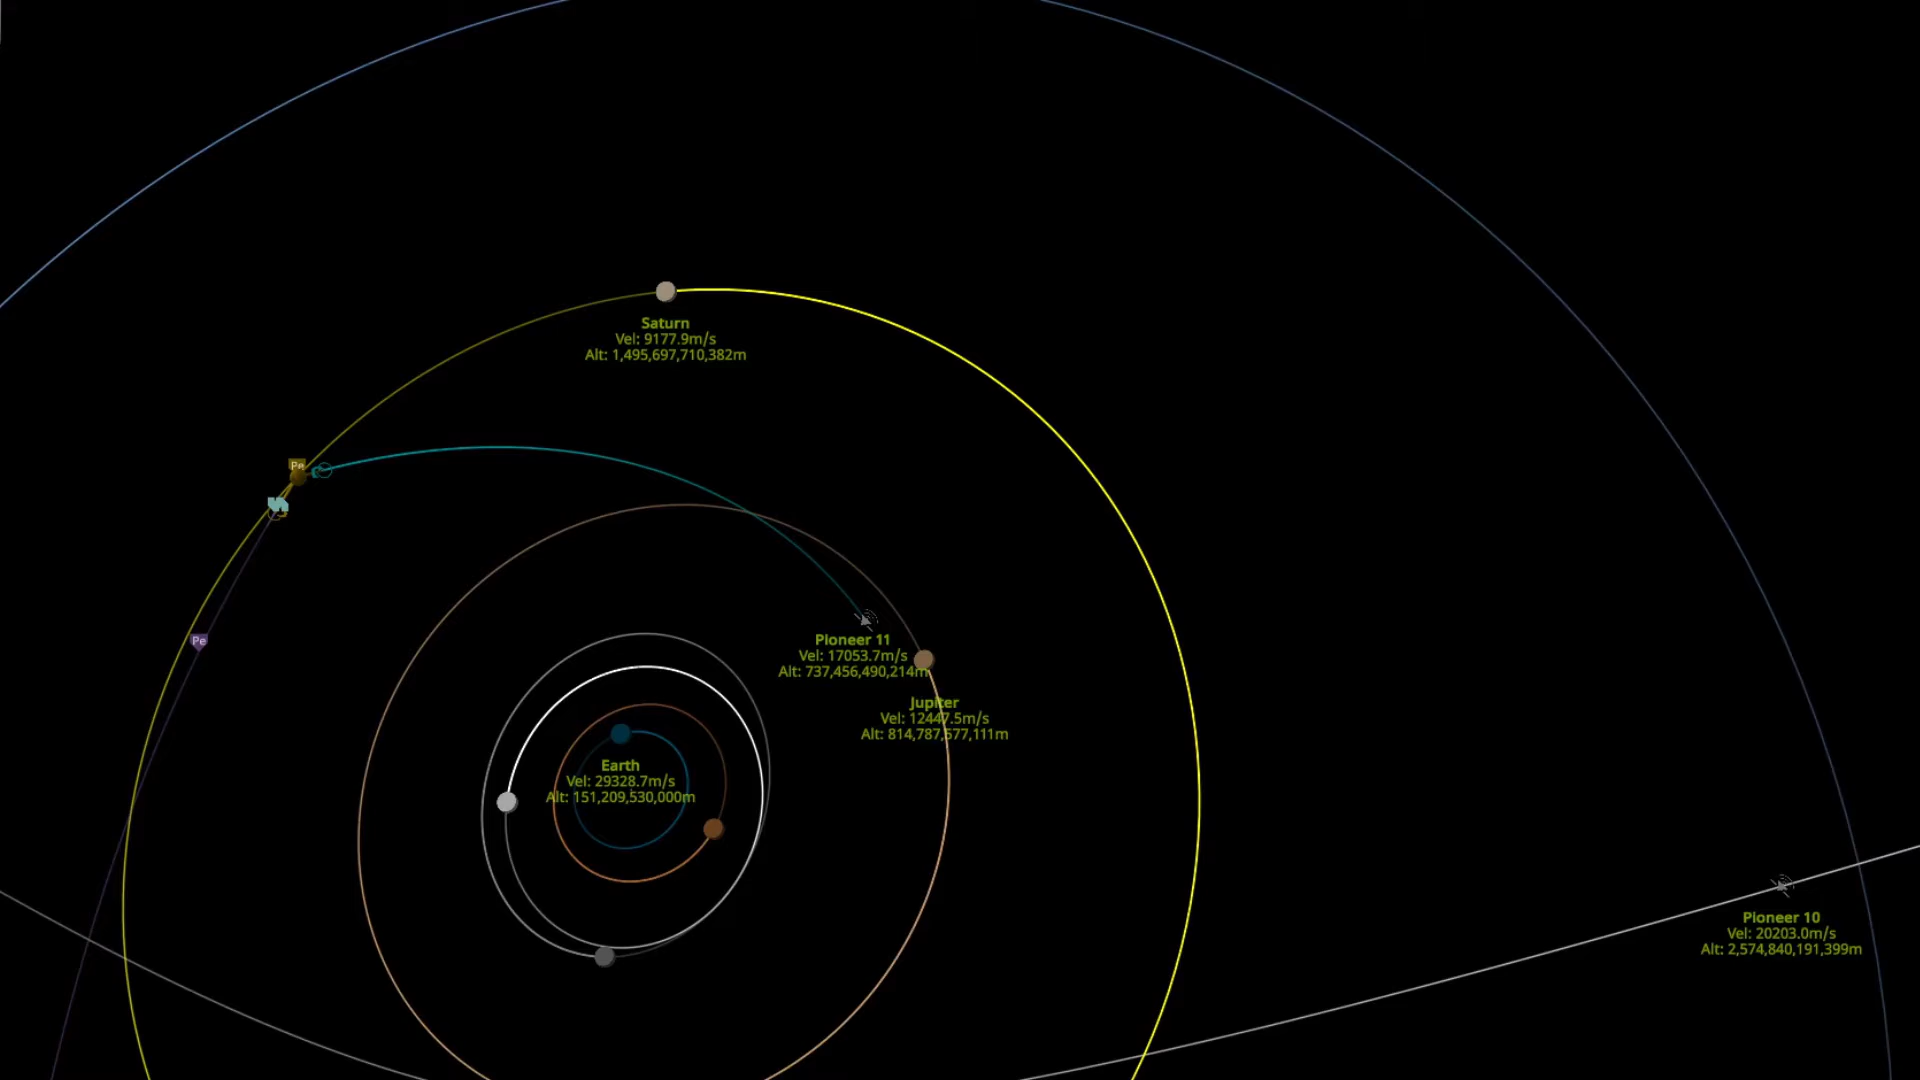 Saturn
Vel: 9177.9m/s
Alt: 1,495,697,710,382m
Pe
Pe
Pioneer 11
Vel: 17053.7m/s
Alt: 737,456,490,214m
Jupiter
Vel: 12447.5m/s
Alt: 814,787,577,111m
Earth
Vel: 29328.7m/s
Alt: 151,209,530,000m
Pioneer 10
Vel: 20203.0m/s
Alt: 2,574,840,191,399m